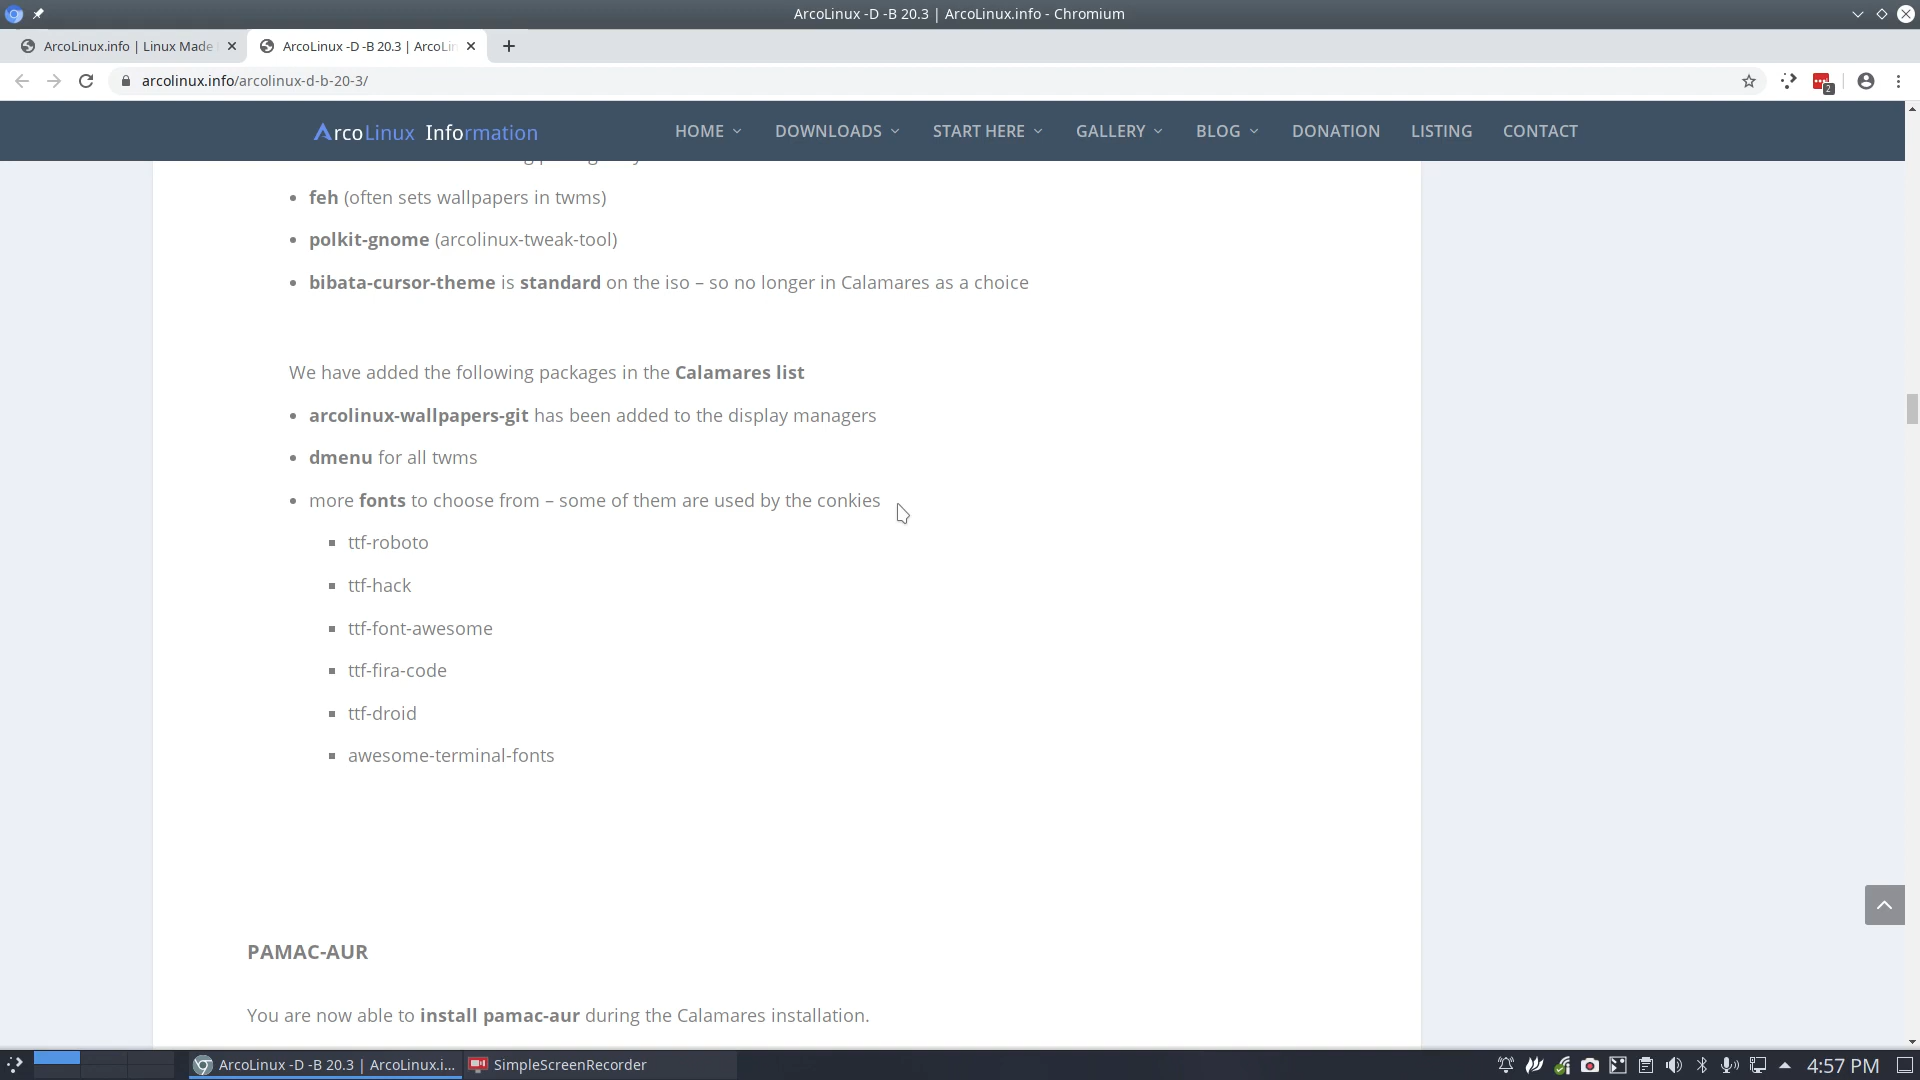 ArcoLinux -D -B 20.3 | ArcoLinux.info - Chromium
ArcoLinux.info | Linux Made
ArcoLinux -D -B 20.3 | ArcoLin
arcolinux.info/arcolinux-d-b-20-3/
2
ArcoLinux Information
HOME
DOWNLOADS
START HERE
GALLERY
BLOG
DONATION
LISTING
CONTACT
• feh (often sets wallpapers in twms)
• polkit-gnome (arcolinux-tweak-tool)
• bibata-cursor-theme is standard on the iso – so no longer in Calamares as a choice
We have added the following packages in the Calamares list
• arcolinux-wallpapers-git has been added to the display managers
• dmenu for all twms
• more fonts to choose from – some of them are used by the conkies
▪ ttf-roboto
▪ ttf-hack
▪ ttf-font-awesome
▪ ttf-fira-code
▪ ttf-droid
▪ awesome-terminal-fonts
PAMAC-AUR
You are now able to install pamac-aur during the Calamares installation.
ArcoLinux -D -B 20.3 | ArcoLinux.i...
SimpleScreenRecorder
4:57 PM